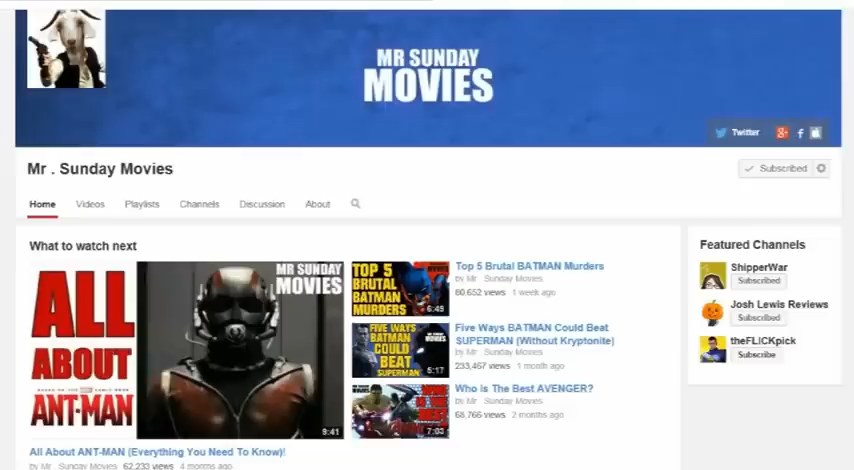 MR SUNDAY
MOVIES
Twitter
Mr . Sunday Movies
Subscribed
Home Videos Playlists Channels Discussion About
What to watch next
ALL
ABOUT
ANT-MAN
MR SUNDAY
MOVIES
9:41
All About ANT-MAN (Everything You Need To Know)!
by Mr Sunday Movies 62,233 views 4 months ago
TOP 5
BRUTAL
BATMAN
MURDERS
6:49
Top 5 Brutal BATMAN Murders
by Mr Sunday Movies
60,652 views 1 week ago
FIVE WAYS
BATMAN
COULD
BEAT
SUPERMAN
5:17
Five Ways BATMAN Could Beat
SUPERMAN (Without Kryptonite)
by Mr Sunday Movies
233,467 views 1 month ago
7:03
Who Is The Best AVENGER?
by Mr Sunday Movies
68,766 views 2 months ago
Featured Channels
ShipperWar
Subscribed
Josh Lewis Reviews
Subscribed
theFLICKpick
Subscribe